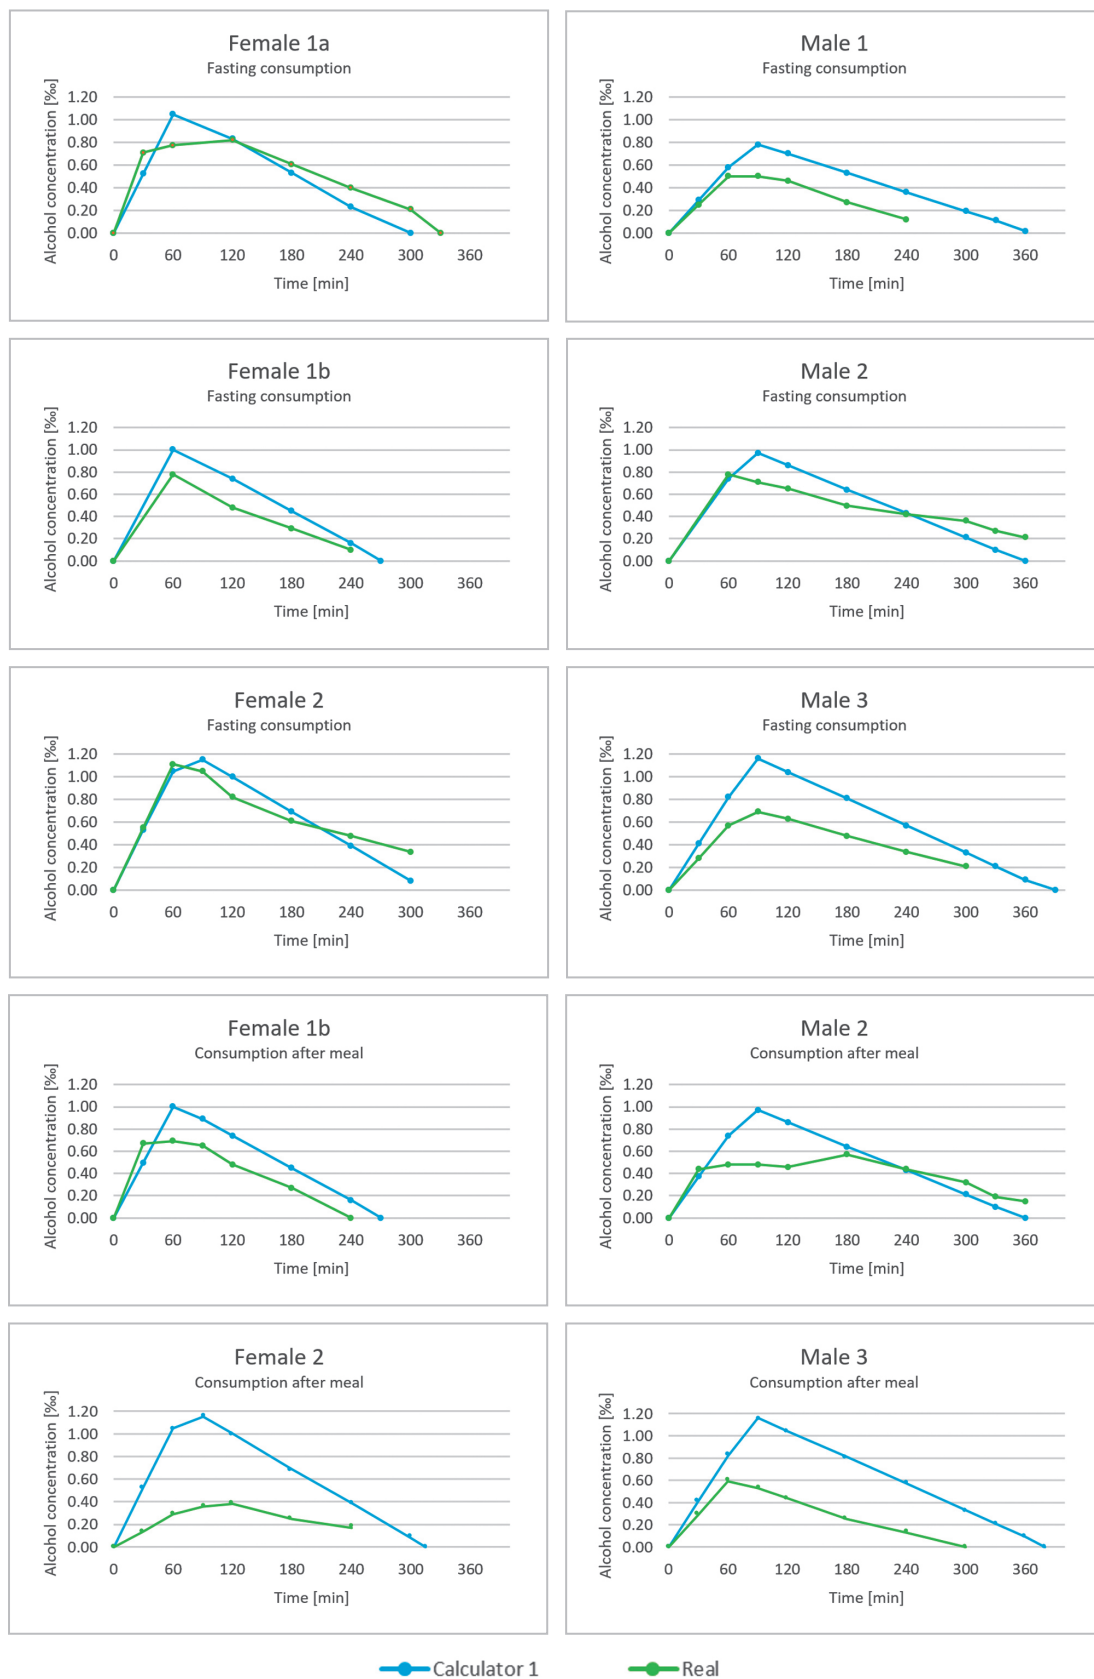 Female 1a
Fasting consumption
Alcohol concentration [‰]
1.20
1.00
0.80
0.60
0.40
0.20
0.00
0 60 120 180 240 300 360
Time [min]
Male 1
Fasting consumption
Alcohol concentration [‰]
1.20
1.00
0.80
0.60
0.40
0.20
0.00
0 60 120 180 240 300 360
Time [min]
Female 1b
Fasting consumption
Alcohol concentration [‰]
1.20
1.00
0.80
0.60
0.40
0.20
0.00
0 60 120 180 240 300 360
Time [min]
Male 2
Fasting consumption
Alcohol concentration [‰]
1.20
1.00
0.80
0.60
0.40
0.20
0.00
0 60 120 180 240 300 360
Time [min]
Female 2
Fasting consumption
Alcohol concentration [‰]
1.20
1.00
0.80
0.60
0.40
0.20
0.00
0 60 120 180 240 300 360
Time [min]
Male 3
Fasting consumption
Alcohol concentration [‰]
1.20
1.00
0.80
0.60
0.40
0.20
0.00
0 60 120 180 240 300 360
Time [min]
Female 1b
Consumption after meal
Alcohol concentration [‰]
1.20
1.00
0.80
0.60
0.40
0.20
0.00
0 60 120 180 240 300 360
Time [min]
Male 2
Consumption after meal
Alcohol concentration [‰]
1.20
1.00
0.80
0.60
0.40
0.20
0.00
0 60 120 180 240 300 360
Time [min]
Female 2
Consumption after meal
Alcohol concentration [‰]
1.20
1.00
0.80
0.60
0.40
0.20
0.00
0 60 120 180 240 300 360
Time [min]
Male 3
Consumption after meal
Alcohol concentration [‰]
1.20
1.00
0.80
0.60
0.40
0.20
0.00
0 60 120 180 240 300 360
Time [min]
Calculator 1 Real